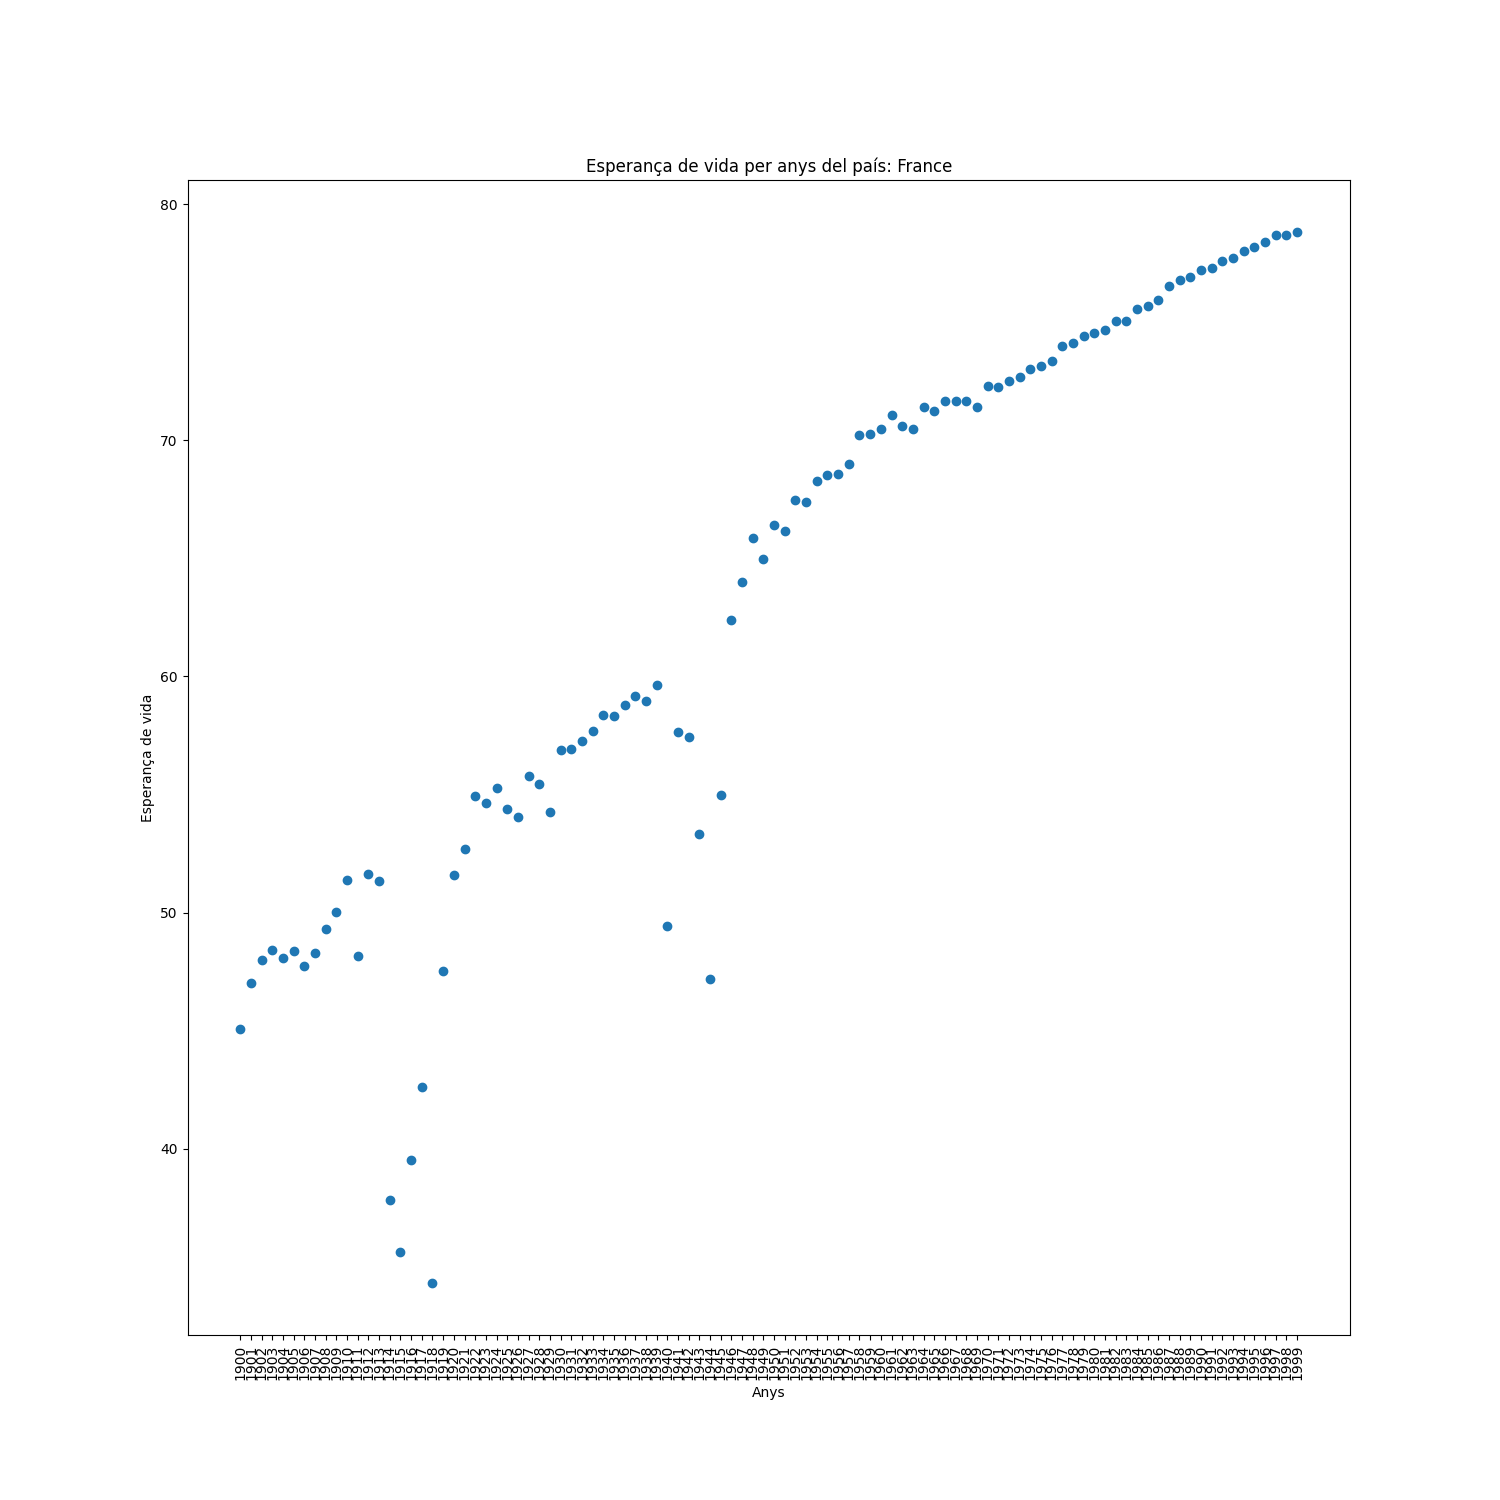 Esperança de vida per anys del país: France
80
70
60
50
40
Esperança de vida
1900 1901 1902 1903 1904 1905 1906 1907 1908 1909 1910 1911 1912 1913 1914 1915 1916 1917 1918 1919 1920 1921 1922 1923 1924 1925 1926 1927 1928 1929 1930 1931 1932 1933 1934 1935 1936 1937 1938 1939 1940 1941 1942 1943 1944 1945 1946 1947 1948 1949 1950 1951 1952 1953 1954 1955 1956 1957 1958 1959 1960 1961 1962 1963 1964 1965 1966 1967 1968 1969 1970 1971 1972 1973 1974 1975 1976 1977 1978 1979 1980 1981 1982 1983 1984 1985 1986 1987 1988 1989 1990 1991 1992 1993 1994 1995 1996 1997 1998 1999
Anys